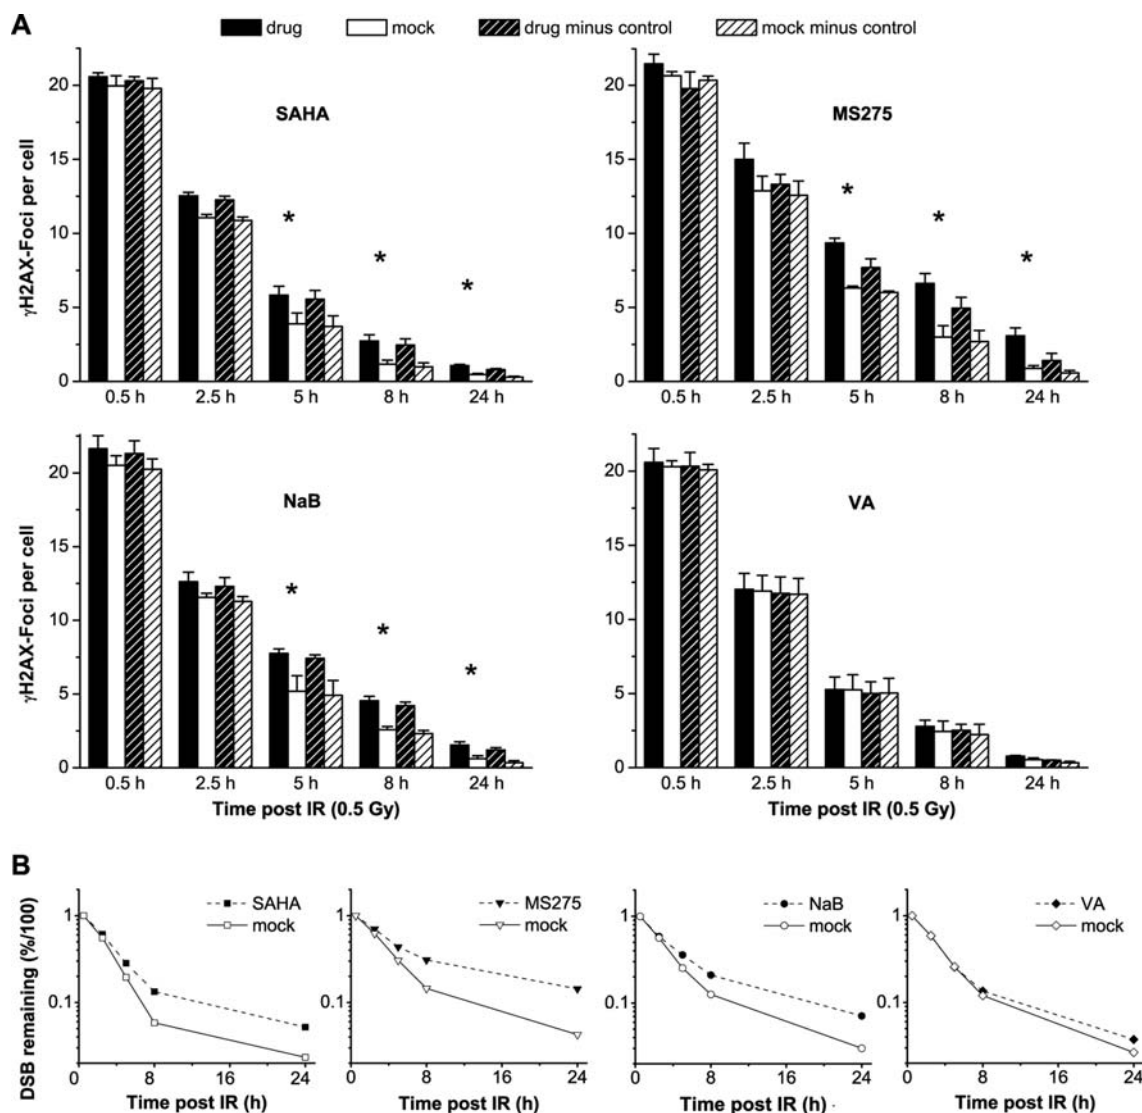 A
drug mock drug minus control mock minus control
γH2AX-Foci per cell
20
15
10
5
0
SAHA
* * *
0.5 h 2.5 h 5 h 8 h 24 h
20
15
10
5
0
MS275
* * *
0.5 h 2.5 h 5 h 8 h 24 h
γH2AX-Foci per cell
20
15
10
5
0
NaB
* * *
0.5 h 2.5 h 5 h 8 h 24 h
Time post IR (0.5 Gy)
20
15
10
5
0
VA
0.5 h 2.5 h 5 h 8 h 24 h
Time post IR (0.5 Gy)
B
DSB remaining (%/100)
1
0.1
SAHA
mock
0 8 16 24
Time post IR (h)
1
0.1
MS275
mock
0 8 16 24
Time post IR (h)
1
0.1
NaB
mock
0 8 16 24
Time post IR (h)
1
0.1
VA
mock
0 8 16 24
Time post IR (h)